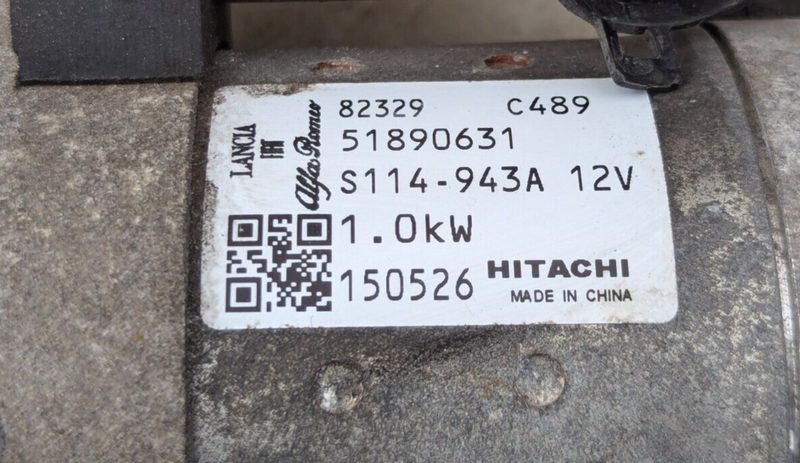 LANCIA
FIAT
Alfa Romeo
82329 C489
51890631
S114-943A 12V
1.0kW
150526 HITACHI
MADE IN CHINA